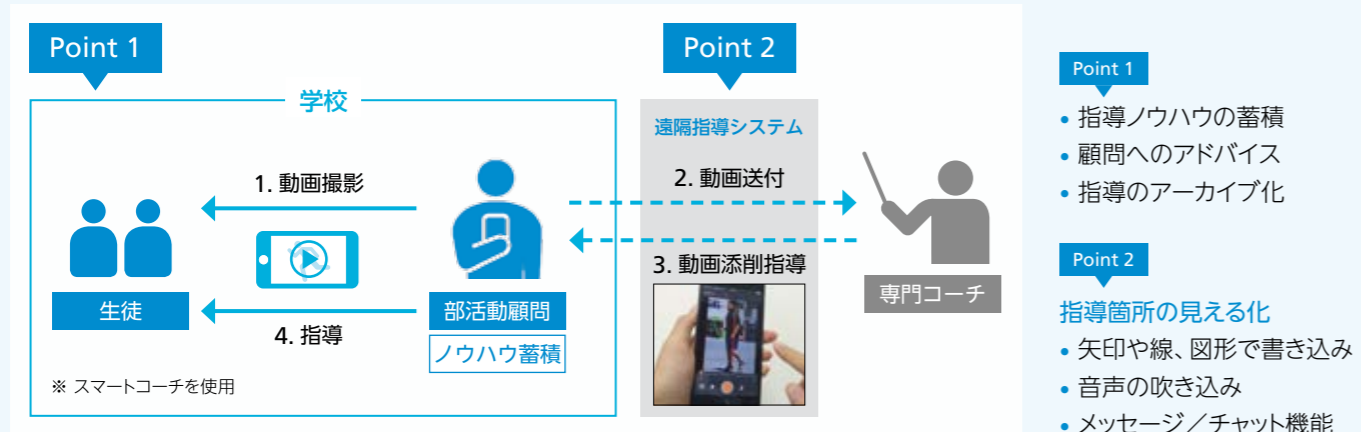 Point 1
学校
1. 動画撮影
生徒
4. 指導
部活動顧問
ノウハウ蓄積
※ スマートコーチを使用
Point 2
遠隔指導システム
2. 動画送付
3. 動画添削指導
専門コーチ
Point 1
• 指導ノウハウの蓄積
• 顧問へのアドバイス
• 指導のアーカイブ化
Point 2
指導箇所の見える化
• 矢印や線、図形で書き込み
• 音声の吹き込み
• メッセージ／チャット機能